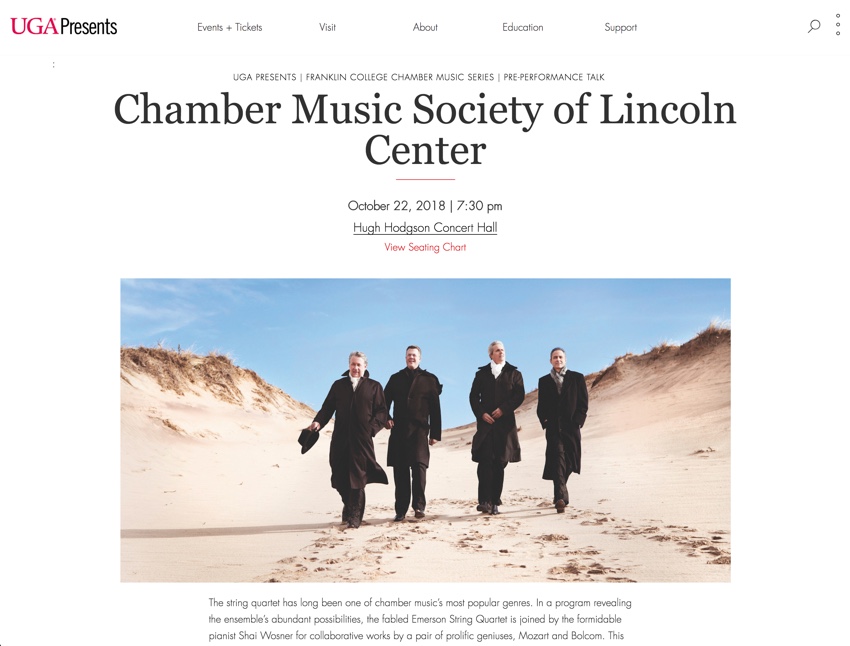 UGAPresents
Events + Tickets
Visit
About
Education
Support
:
UGA PRESENTS | FRANKLIN COLLEGE CHAMBER MUSIC SERIES | PRE-PERFORMANCE TALK
Chamber Music Society of Lincoln
Center
October 22, 2018 | 7:30 pm
Hugh Hodgson Concert Hall
View Seating Chart
The string quartet has long been one of chamber music's most popular genres. In a program revealing
the ensemble's abundant possibilities, the fabled Emerson String Quartet is joined by the formidable
pianist Shai Wosner for collaborative works by a pair of prolific geniuses, Mozart and Bolcom. This